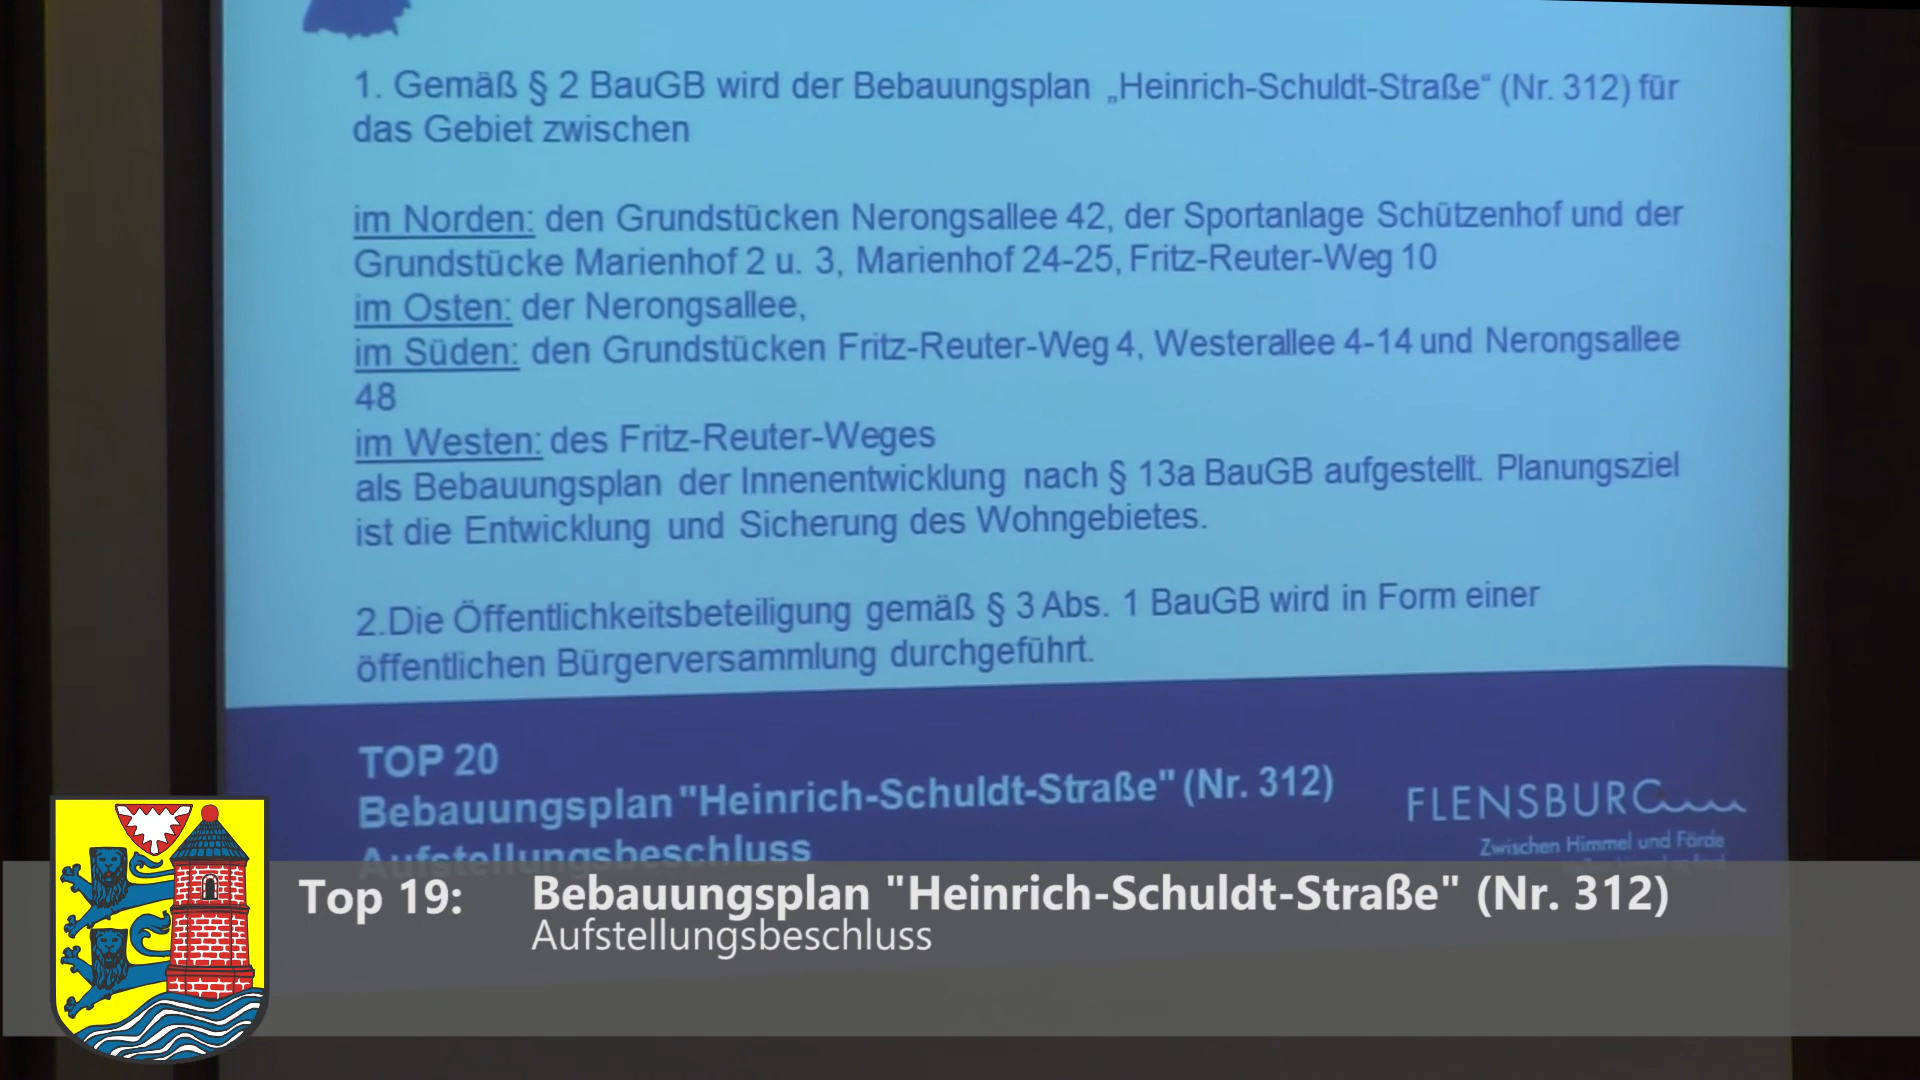 1. Gemäß § 2 BauGB wird der Bebauungsplan „Heinrich-Schuldt-Straße“ (Nr. 312) für
das Gebiet zwischen
im Norden: den Grundstücken Nerongsallee 42, der Sportanlage Schützenhof und der
Grundstücke Marienhof 2 u. 3, Marienhof 24-25, Fritz-Reuter-Weg 10
im Osten: der Nerongsallee,
im Süden: den Grundstücken Fritz-Reuter-Weg 4, Westerallee 4-14 und Nerongsallee
48
im Westen: des Fritz-Reuter-Weges
als Bebauungsplan der Innenentwicklung nach § 13a BauGB aufgestellt. Planungsziel
ist die Entwicklung und Sicherung des Wohngebietes.
2.Die Öffentlichkeitsbeteiligung gemäß § 3 Abs. 1 BauGB wird in Form einer
öffentlichen Bürgerversammlung durchgeführt.
TOP 20
Bebauungsplan "Heinrich-Schuldt-Straße" (Nr. 312)
Aufstellungsbeschluss
FLENSBURG
Zwischen Himmel und Förde
Top 19: Bebauungsplan "Heinrich-Schuldt-Straße" (Nr. 312)
Aufstellungsbeschluss